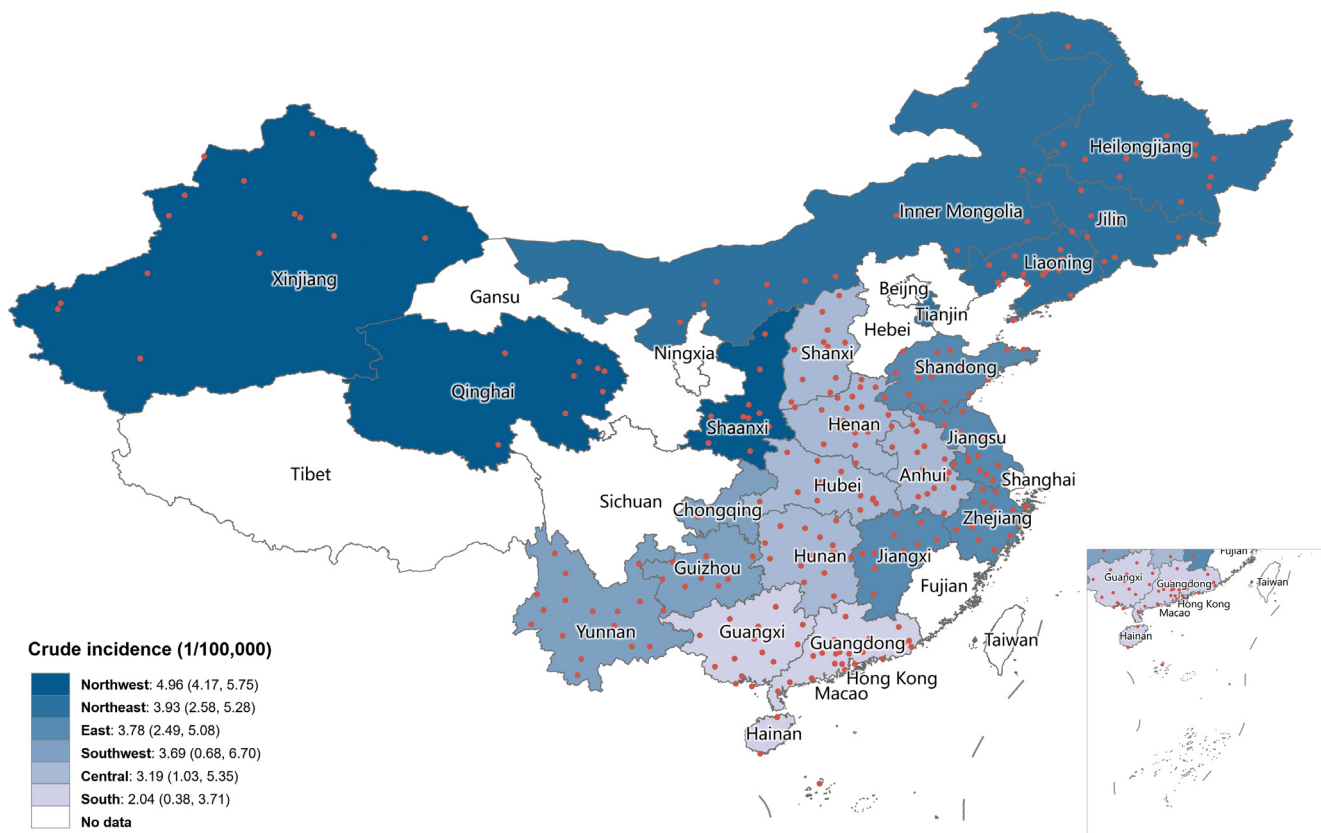 Heilongjiang
Inner Mongolia
Jilin
Liaoning
Xinjiang
Gansu
Beijng
Tianjin
Hebei
Ningxia
Shanxi
Shandong
Qinghai
Shaanxi
Henan
Jiangsu
Tibet
Sichuan
Hubei
Anhui
Shanghai
Chongqing
Zhejiang
Guizhou
Hunan
Jiangxi
Fujian
Yunnan
Guangxi
Guangdong
Taiwan
Hong Kong
Macao
Hainan
Crude incidence (1/100,000)
Northwest: 4.96 (4.17, 5.75)
Northeast: 3.93 (2.58, 5.28)
East: 3.78 (2.49, 5.08)
Southwest: 3.69 (0.68, 6.70)
Central: 3.19 (1.03, 5.35)
South: 2.04 (0.38, 3.71)
No data
Fujian
Guangxi
Guangdong
Taiwan
Hong Kong
Macao
Hainan